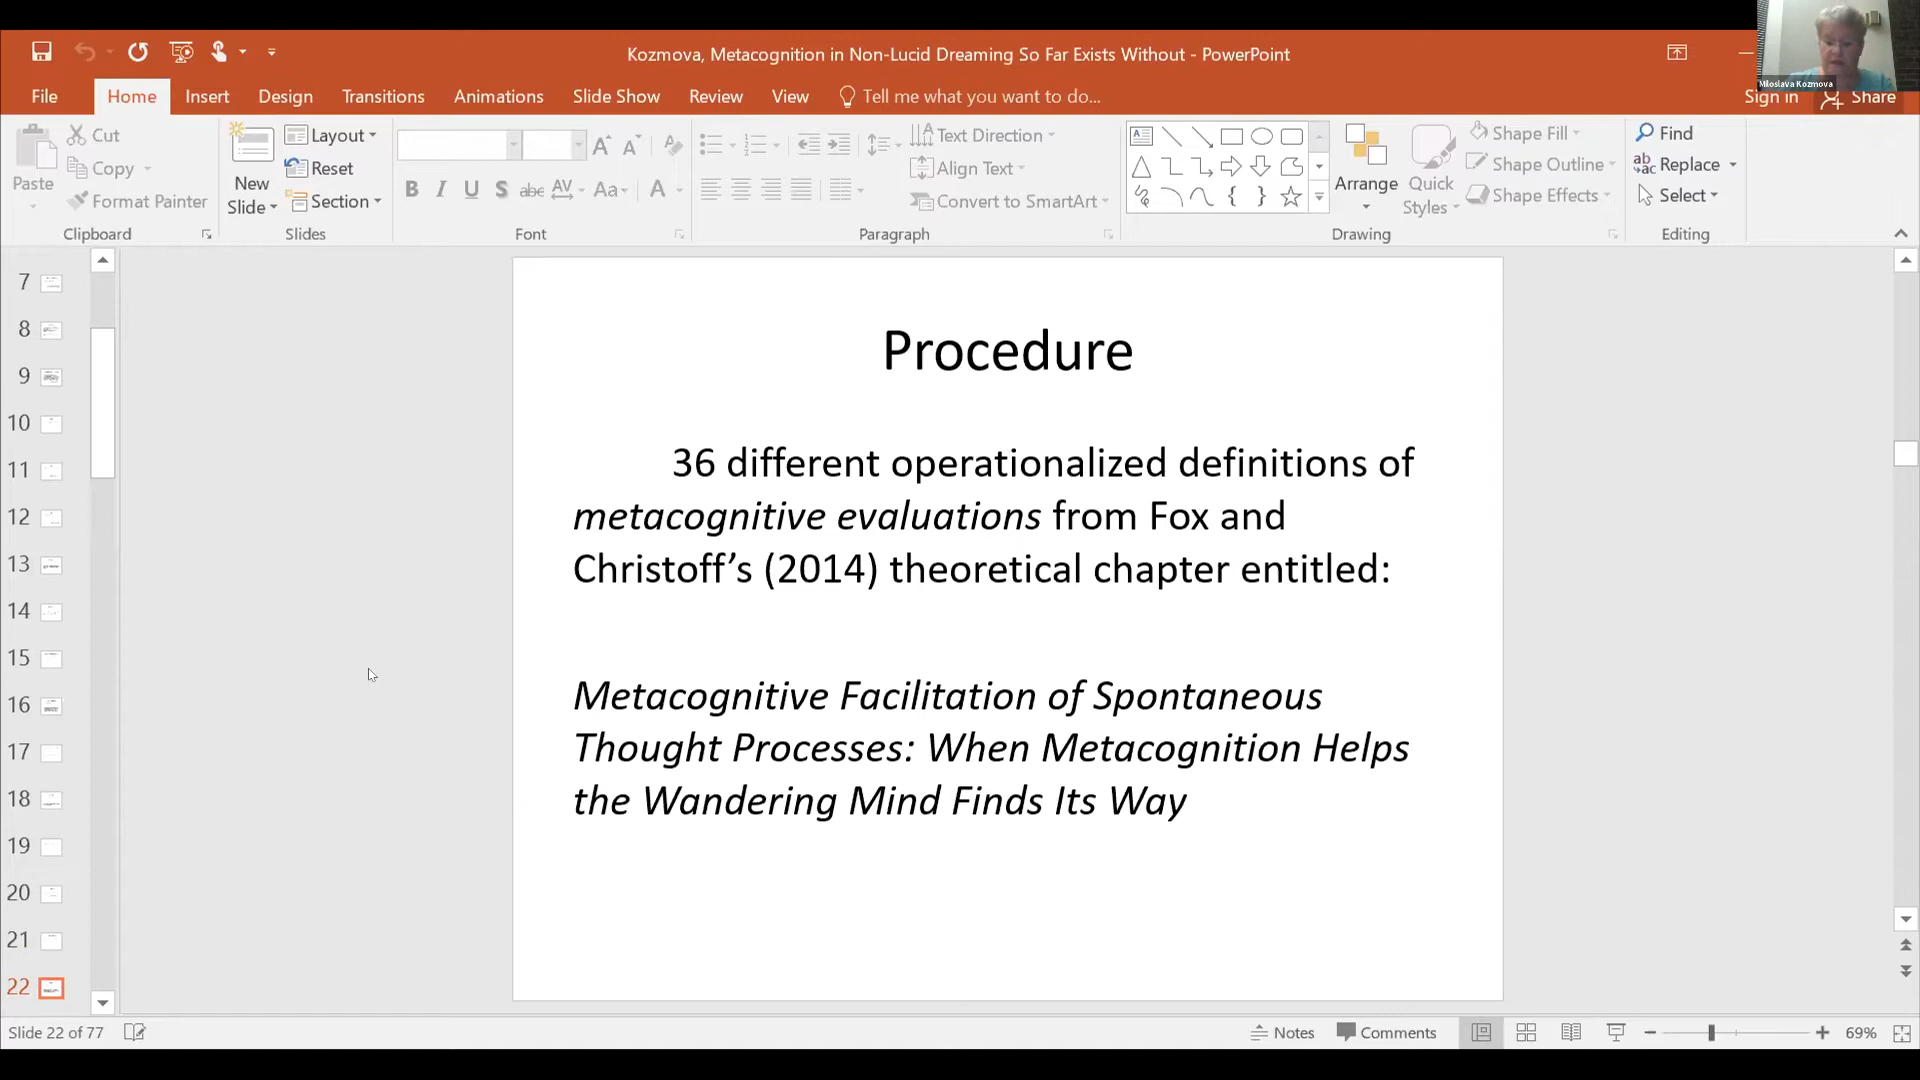 Kozmova, Metacognition in Non-Lucid Dreaming So Far Exists Without - PowerPoint
Miloslava Kozmova
File Home Insert Design Transitions Animations Slide Show Review View Tell me what you want to do... Sign in Share
Paste
Cut
Copy
Format Painter
Clipboard
New Slide
Layout
Reset
Section
Slides
B I U S abc AV Aa A
Font
Text Direction
Align Text
Convert to SmartArt
Paragraph
Arrange
Quick Styles
Shape Fill
Shape Outline
Shape Effects
Drawing
Find
Replace
Select
Editing
7
8
9
10
11
12
13
14
15
16
17
18
19
20
21
22
Procedure
36 different operationalized definitions of
metacognitive evaluations from Fox and
Christoff’s (2014) theoretical chapter entitled:
Metacognitive Facilitation of Spontaneous
Thought Processes: When Metacognition Helps
the Wandering Mind Finds Its Way
Slide 22 of 77 Notes Comments 69%